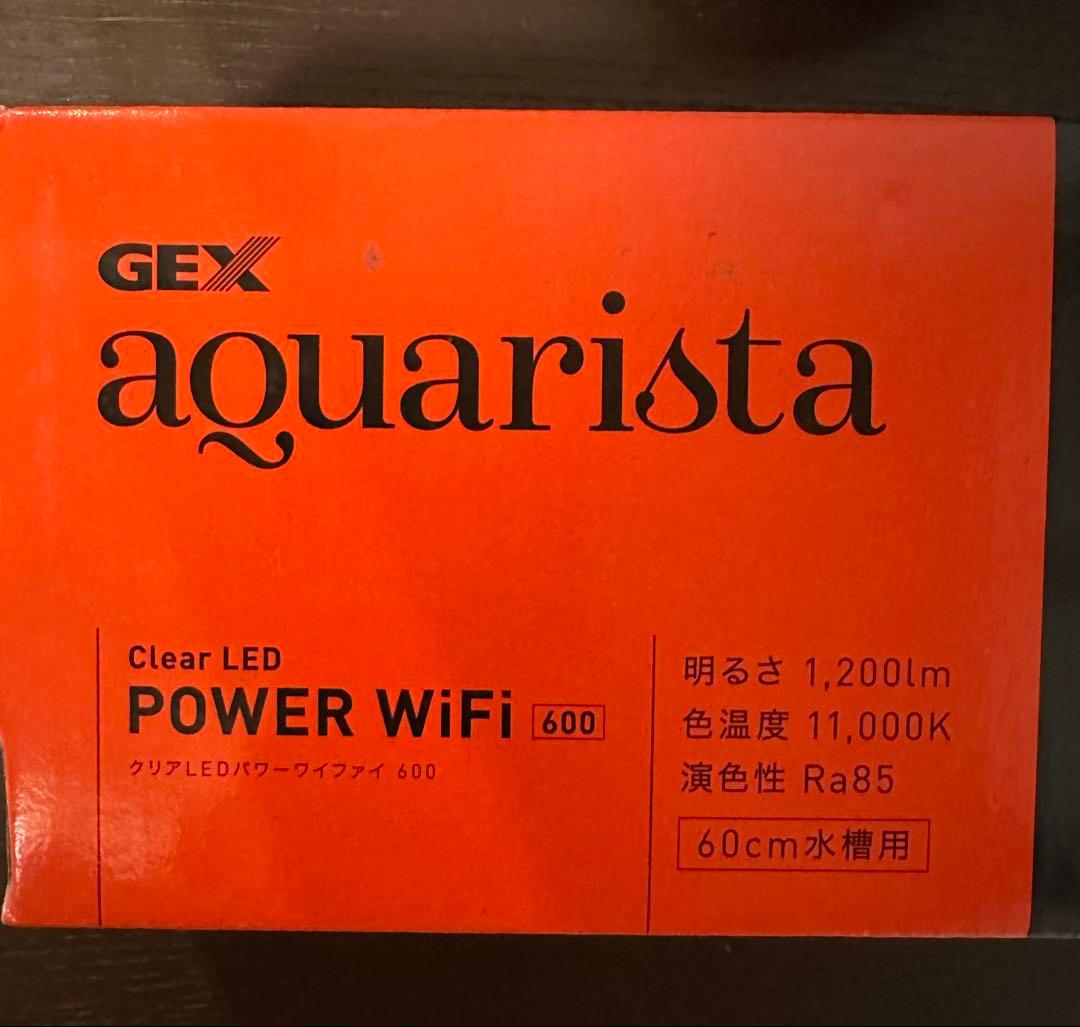 GEX
aquarista
Clear LED
POWER WiFi 600
クリアLEDパワーワイファイ 600
明るさ 1,200lm
色温度 11,000K
演色性 Ra85
60cm水槽用